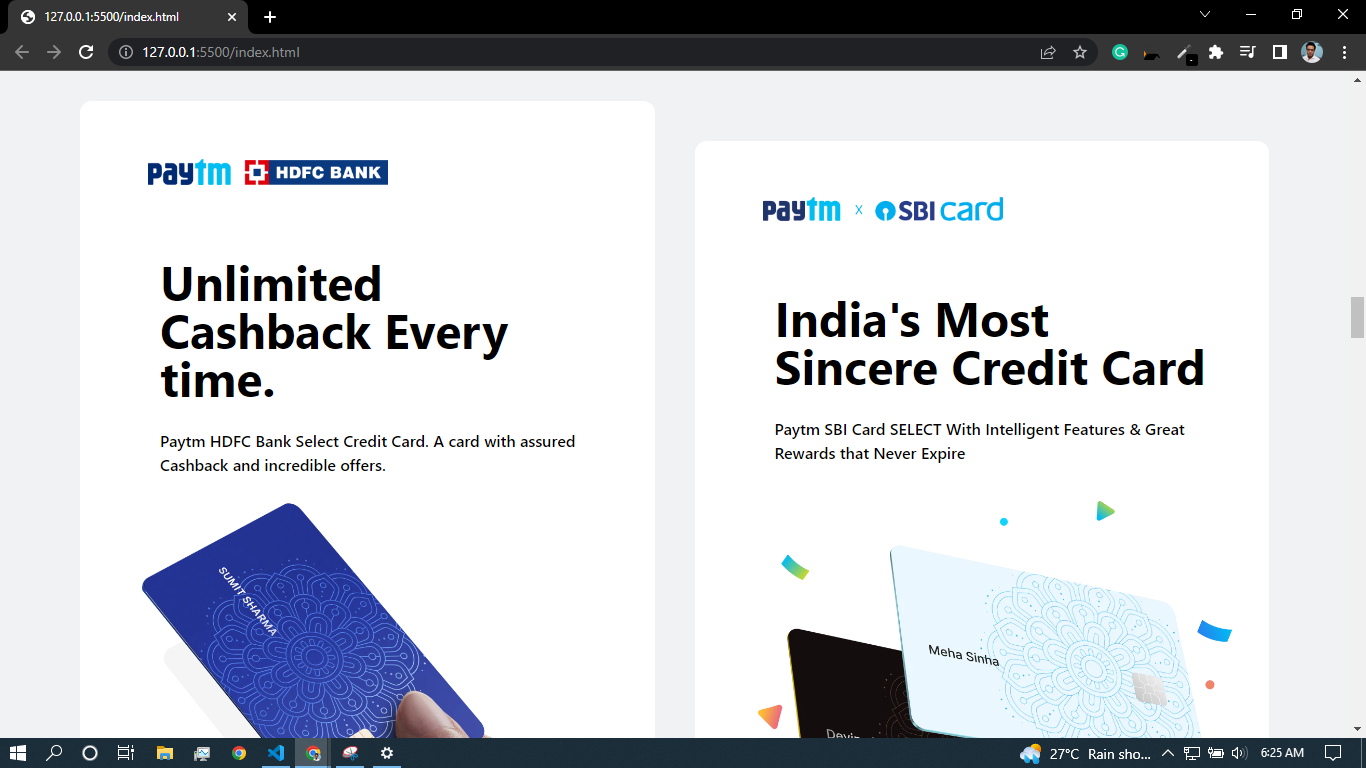 127.0.0.1:5500/index.html
127.0.0.1:5500/index.html
paytm HDFC BANK
Unlimited
Cashback Every
time.
Paytm HDFC Bank Select Credit Card. A card with assured
Cashback and incredible offers.
SUMIT SHARMA
paytm x SBI card
India's Most
Sincere Credit Card
Paytm SBI Card SELECT With Intelligent Features & Great
Rewards that Never Expire
Meha Sinha
27°C Rain sho...
6:25 AM